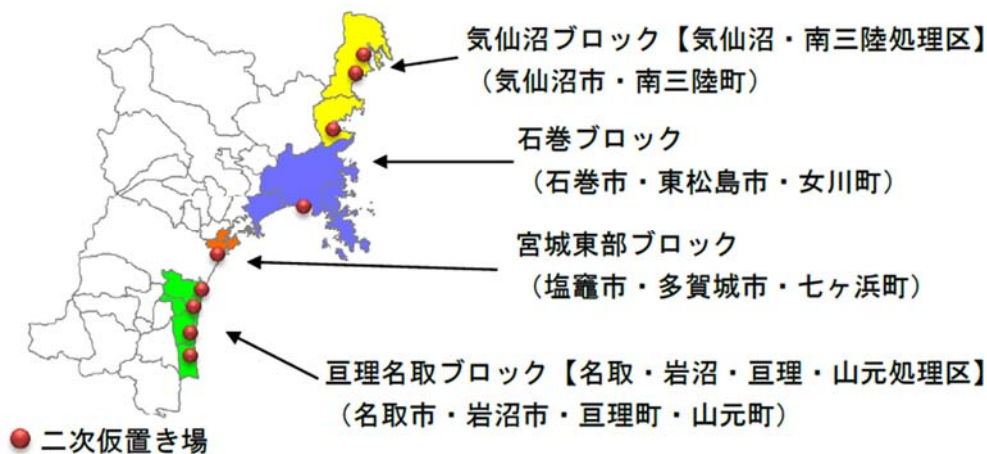 気仙沼ブロック【気仙沼・南三陸処理区】
（気仙沼市・南三陸町）
石巻ブロック
（石巻市・東松島市・女川町）
宮城東部ブロック
（塩竈市・多賀城市・七ヶ浜町）
亘理名取ブロック【名取・岩沼・亘理・山元処理区】
（名取市・岩沼市・亘理町・山元町）
二次仮置き場